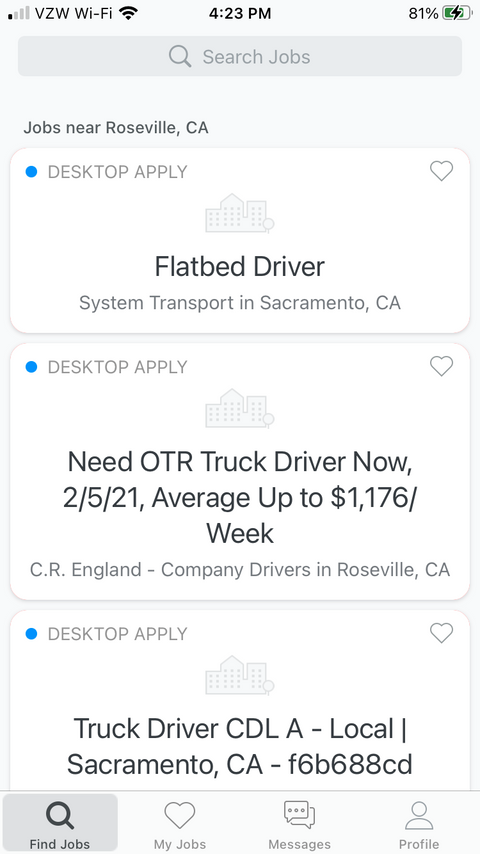 VZW Wi-Fi 4:23 PM 81%
Search Jobs
Jobs near Roseville, CA
DESKTOP APPLY
Flatbed Driver
System Transport in Sacramento, CA
DESKTOP APPLY
Need OTR Truck Driver Now,
2/5/21, Average Up to $1,176/
Week
C.R. England - Company Drivers in Roseville, CA
DESKTOP APPLY
Truck Driver CDL A - Local |
Sacramento, CA - f6b688cd
Find Jobs My Jobs Messages Profile